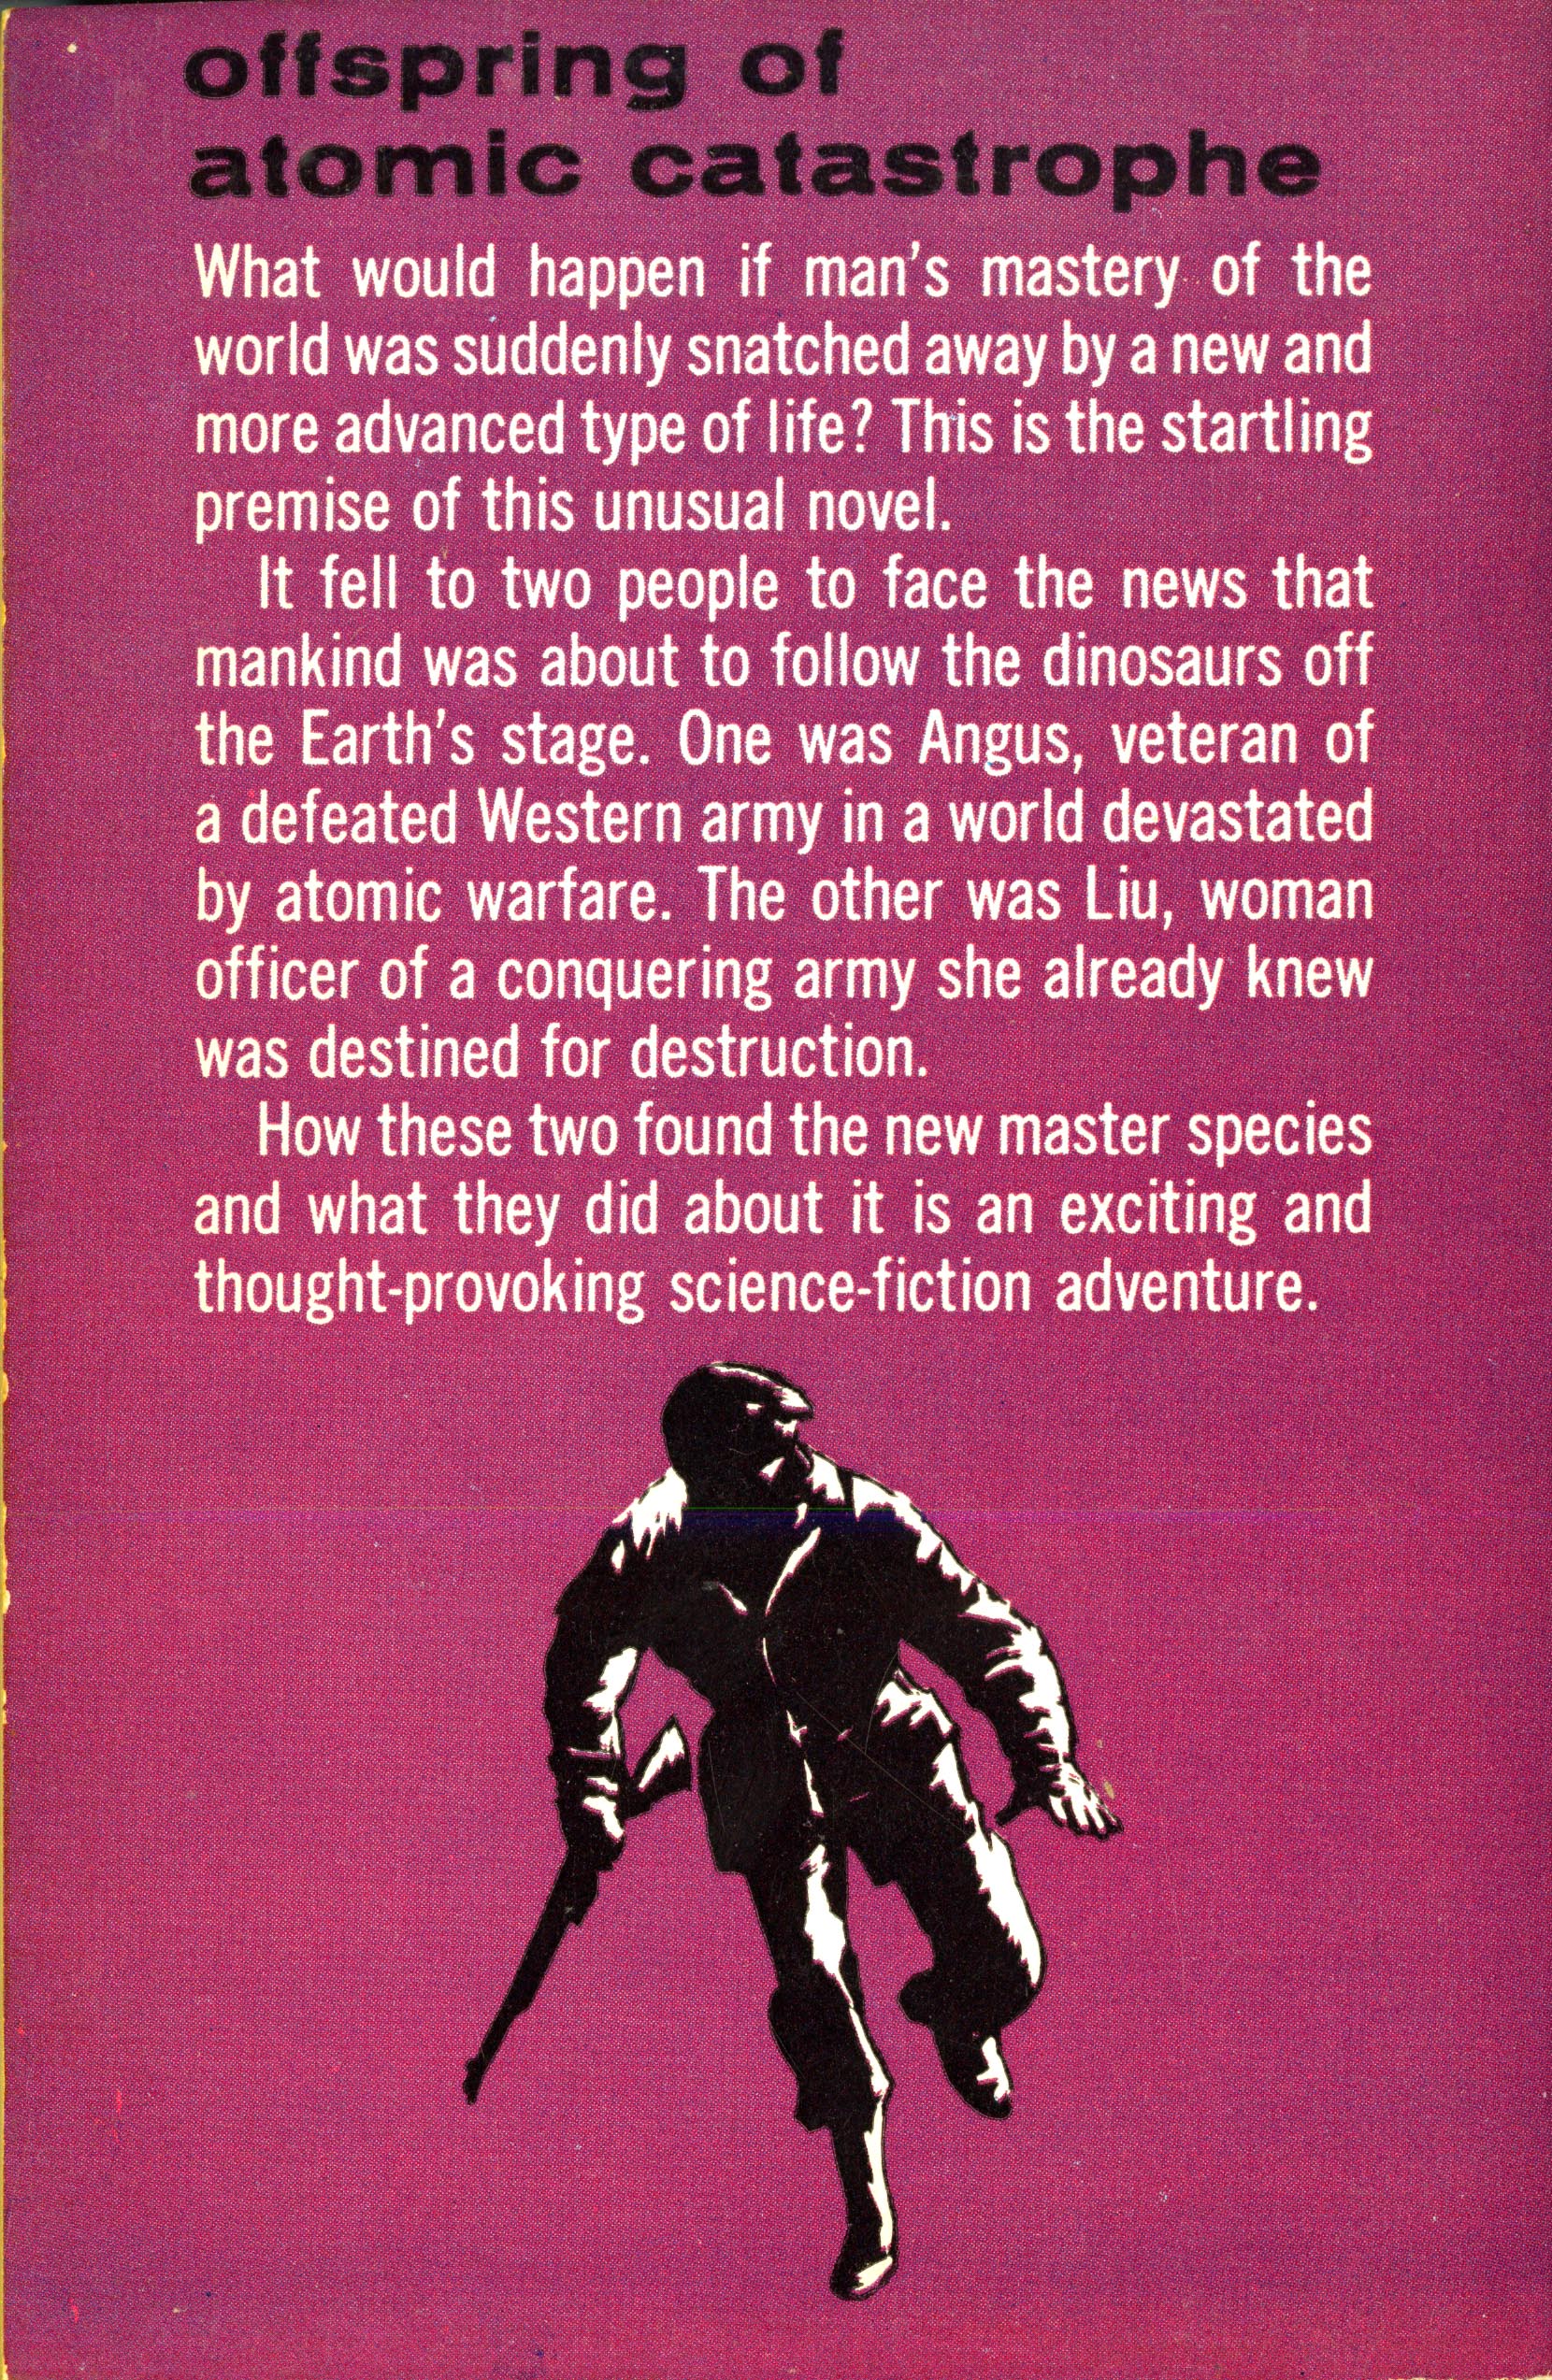 offspring of
atomic catastrophe
What would happen if man's mastery of the
world was suddenly snatched away by a new and
more advanced type of life? This is the startling
premise of this unusual novel.
It fell to two people to face the news that
mankind was about to follow the dinosaurs off
the Earth's stage. One was Angus, veteran of
a defeated Western army in a world devastated
by atomic warfare. The other was Liu, woman
officer of a conquering army she already knew
was destined for destruction.
How these two found the new master species
and what they did about it is an exciting and
thought-provoking science-fiction adventure.